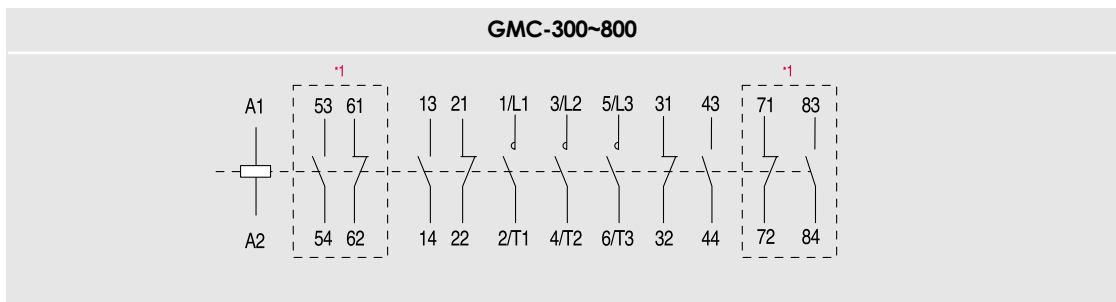 GMC-300~800
*1 *1
A1 53 61 13 21 1/L1 3/L2 5/L3 31 43 71 83
A2 54 62 14 22 2/T1 4/T2 6/T3 32 44 72 84